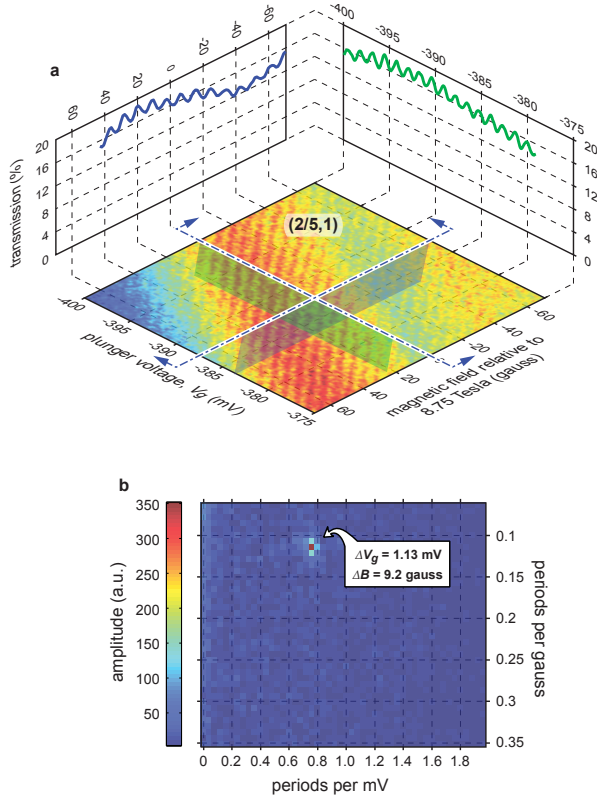 a
60 40 20 0 -20 -40 -60
-400 -395 -390 -385 -380 -375
transmission (%)
20 20
16 16
12 12
8 8
4 4
0 0
(2/5,1)
-400 -395 -390 -385 -380 -375
plunger voltage, Vg (mV)
60 40 20 0 -20 -40 -60
magnetic field relative to
8.75 Tesla (gauss)
b
350
300
250
200
150
100
50
amplitude (a.u.)
ΔVg = 1.13 mV
ΔB = 9.2 gauss
0.1
0.15
0.2
0.25
0.3
0.35
periods per gauss
0 0.2 0.4 0.6 0.8 1.0 1.2 1.4 1.6 1.8
periods per mV